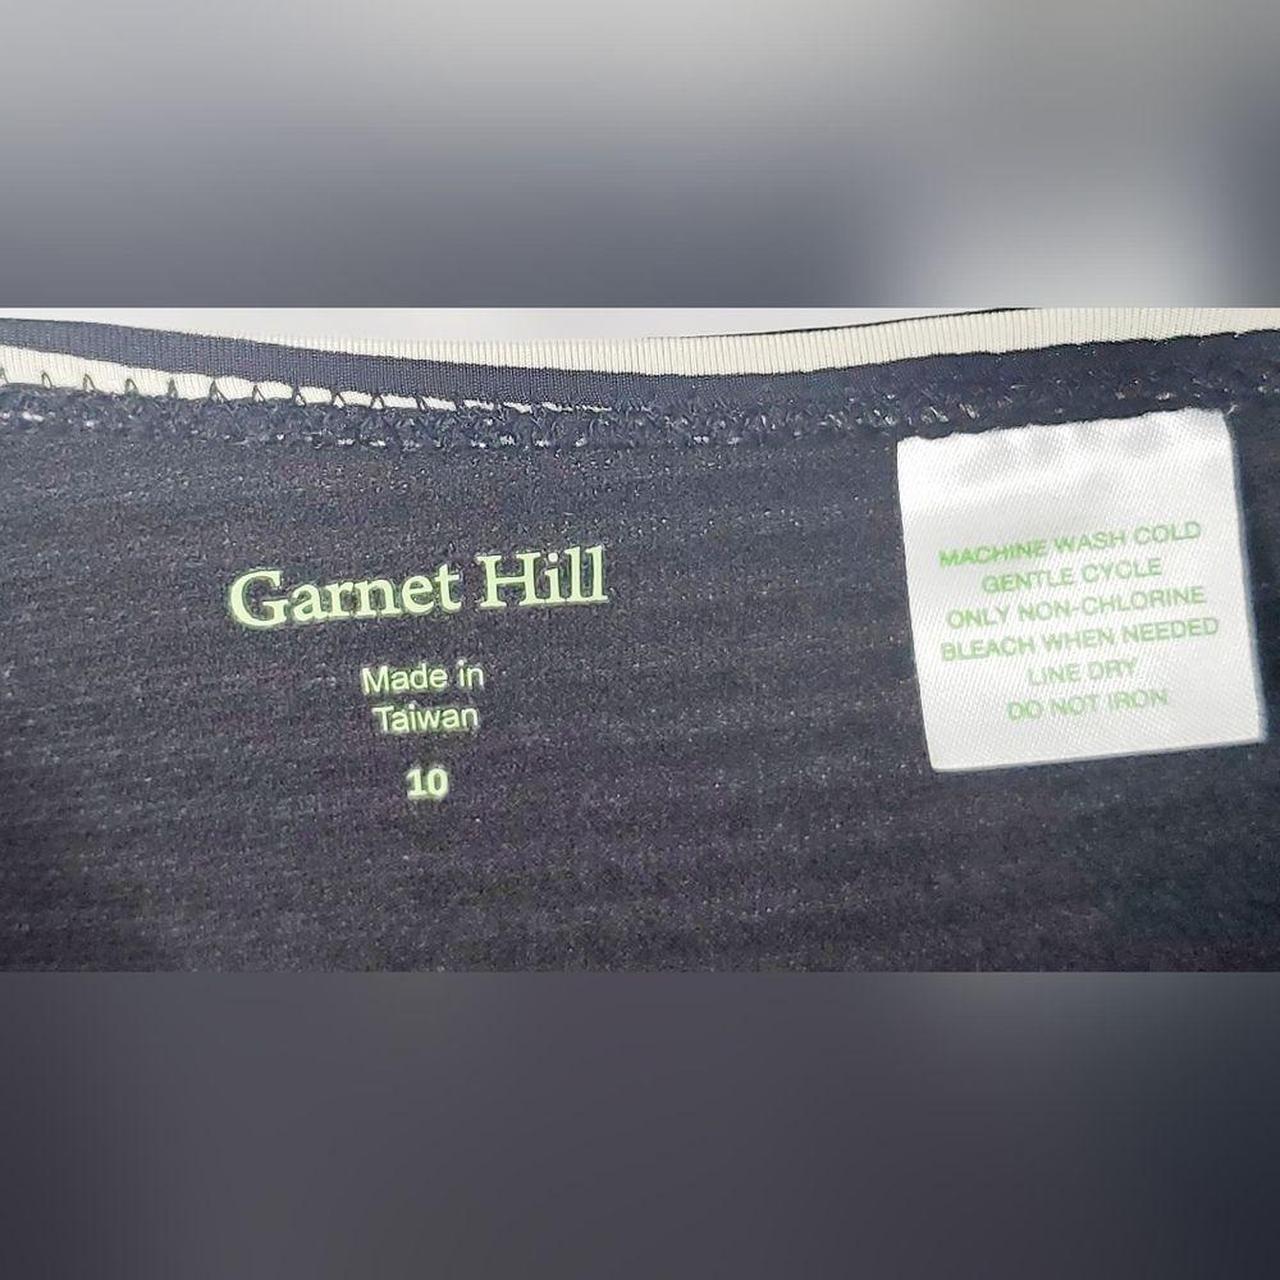 Garnet Hill
Made in
Taiwan
10
MACHINE WASH COLD
GENTLE CYCLE
ONLY NON-CHLORINE
BLEACH WHEN NEEDED
LINE DRY
DO NOT IRON